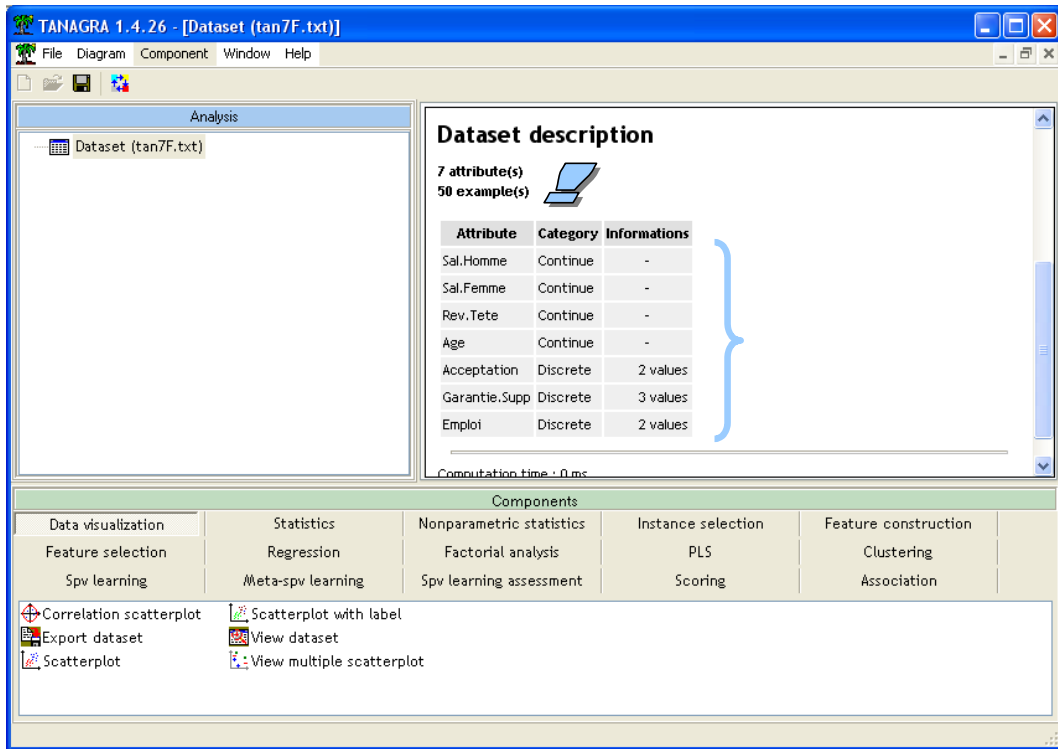 TANAGRA 1.4.26 - [Dataset (tan7F.txt)]
File Diagram Component Window Help
Analysis
Dataset (tan7F.txt)
Dataset description
7 attribute(s)
50 example(s)
Attribute Category Informations
Sal.Homme Continue -
Sal.Femme Continue -
Rev.Tete Continue -
Age Continue -
Acceptation Discrete 2 values
Garantie.Supp Discrete 3 values
Emploi Discrete 2 values
Computation time : 0 ms
Components
Data visualization Statistics Nonparametric statistics Instance selection Feature construction
Feature selection Regression Factorial analysis PLS Clustering
Spv learning Meta-spv learning Spv learning assessment Scoring Association
Correlation scatterplot Scatterplot with label
Export dataset View dataset
Scatterplot View multiple scatterplot